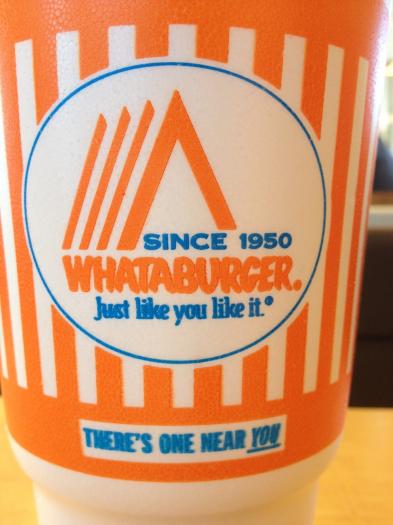 SINCE 1950
WHATABURGER.
Just like you like it.®
THERE'S ONE NEAR YOU